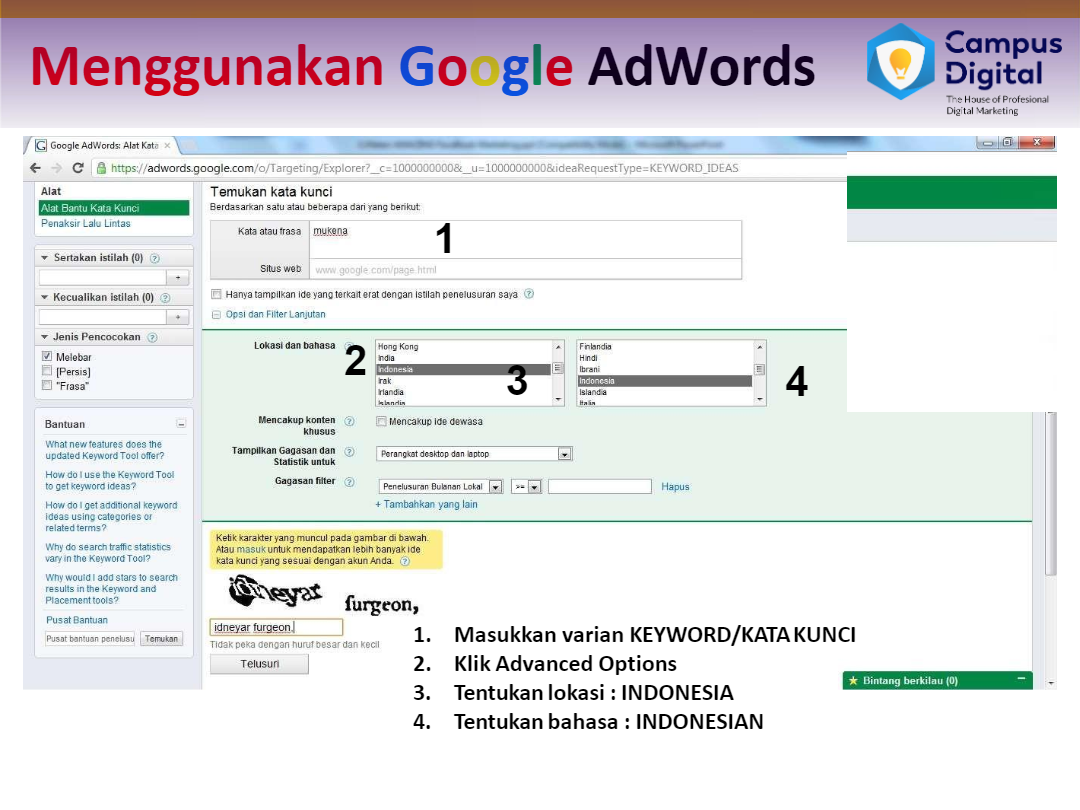 Menggunakan Google AdWords
Campus
Digital
The House of Profesional
Digital Marketing
Google AdWords: Alat Kata
https://adwords.google.com/o/Targeting/Explorer?__c=1000000000&__u=1000000000&ideaRequestType=KEYWORD_IDEAS
Alat
Alat Bantu Kata Kunci
Penaksir Lalu Lintas
Sertakan istilah (0)
+
Kecualikan istilah (0)
+
Jenis Pencocokan
Melebar
[Persis]
"Frasa"
Bantuan
What new features does the
updated Keyword Tool offer?
How do I use the Keyword Tool
to get keyword ideas?
How do I get additional keyword
ideas using categories or
related terms?
Why do search traffic statistics
vary in the Keyword Tool?
Why would I add stars to search
results in the Keyword and
Placement tools?
Pusat Bantuan
Pusat bantuan penelusu Temukan
Temukan kata kunci
Berdasarkan satu atau beberapa dari yang berikut:
Kata atau frasa mukena 1
Situs web www.google.com/page.html
Hanya tampilkan ide yang terkait erat dengan istilah penelusuran saya
Opsi dan Filter Lanjutan
Lokasi dan bahasa
2
Hong Kong
India
Indonesia
Irak
Irlandia
Islandia
3
Finlandia
Hindi
Ibrani
Indonesia
Islandia
Italia
4
Mencakup konten
khusus
Mencakup ide dewasa
Tampilkan Gagasan dan
Statistik untuk
Perangkat desktop dan laptop
Gagasan filter Penelusuran Bulanan Lokal >= Hapus
+ Tambahkan yang lain
Ketik karakter yang muncul pada gambar di bawah.
Atau masuk untuk mendapatkan lebih banyak ide
kata kunci yang sesuai dengan akun Anda.
idneyar furgeon,
idneyar furgeon,
Tidak peka dengan huruf besar dan kecil
Telusuri
1. Masukkan varian KEYWORD/KATA KUNCI
2. Klik Advanced Options
3. Tentukan lokasi : INDONESIA
4. Tentukan bahasa : INDONESIAN
Bintang berkilau (0)